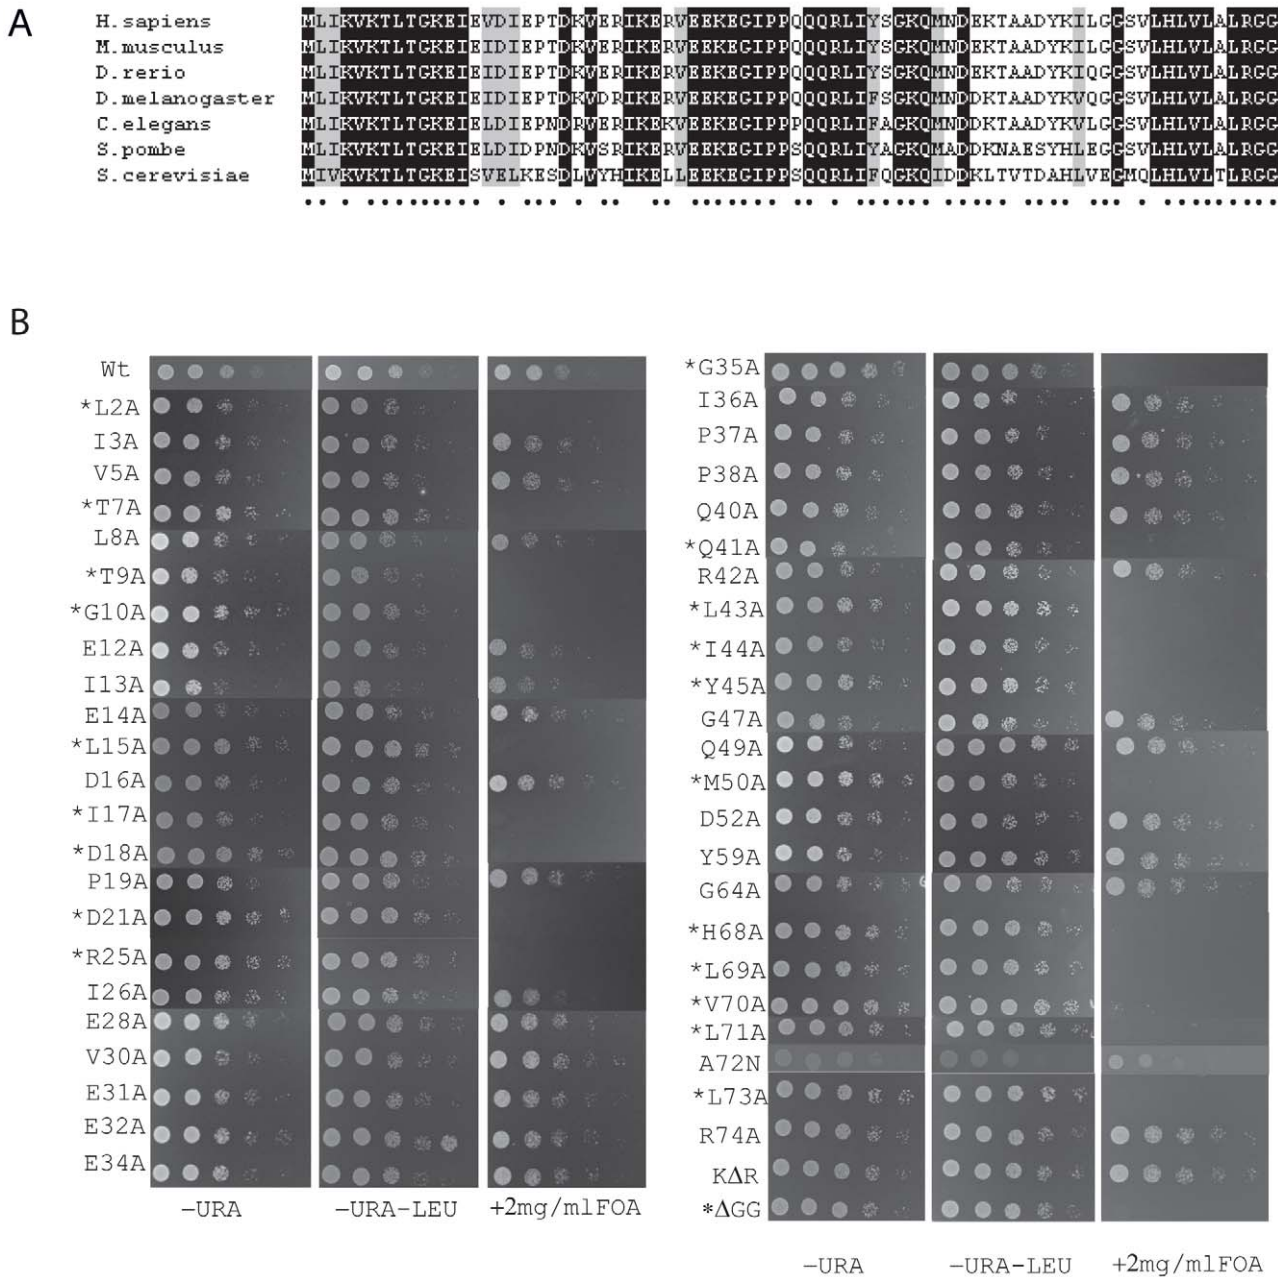 A
H.sapiens MLIKVKTLTGKEIEVDIEPTDKVERIKERVEEKEGIPPQQQRLIYSGKQMNDEKTAADYKILGGSVLHLVLALRGG
M.musculus MLIKVKTLTGKEIEIDIEPTDKVERIKERVEEKEGIPPQQQRLIYSGKQMNDEKTAADYKILGGSVLHLVLALRGG
D.rerio MLIKVKTLTGKEIEIDIEPTDKVERIKERVEEKEGIPPQQQRLIYSGKQMNDEKTAADYKIQGGSVLHLVLALRGG
D.melanogaster MLIKVKTLTGKEIEIDIEPTDKVDRIKERVEEKEGIPPQQQRLIFSGKQMNDDKTAADYKVQGGSVLHLVLALRGG
C.elegans MLIKVKTLTGKEIELDIEPNDRVERIKEKVEEKEGIPPPQQRLIFAGKQMNDDKTAADYKVLGGSVLHLVLALRGG
S.pombe MLIKVKTLTGKEIELDIDPNDKVSRIKERVEEKEGIPPSQQRLIYAGKQMADDKNAESYHLEGGSVLHLVLALRGG
S.cerevisiae MIVKVKTLTGKEISVELKESDLVYHIKELLEEKEGIPPSQQRLIFQGKQIDDKLTVTDAHLVEGMQLHLVLTLRGG
B
Wt
*L2A
I3A
V5A
*T7A
L8A
*T9A
*G10A
E12A
I13A
E14A
*L15A
D16A
*I17A
*D18A
P19A
*D21A
*R25A
I26A
E28A
V30A
E31A
E32A
E34A
–URA –URA-LEU +2mg/mlFOA
*G35A
I36A
P37A
P38A
Q40A
*Q41A
R42A
*L43A
*I44A
*Y45A
G47A
Q49A
*M50A
D52A
Y59A
G64A
*H68A
*L69A
*V70A
*L71A
A72N
*L73A
R74A
KΔR
*ΔGG
–URA –URA-LEU +2mg/mlFOA